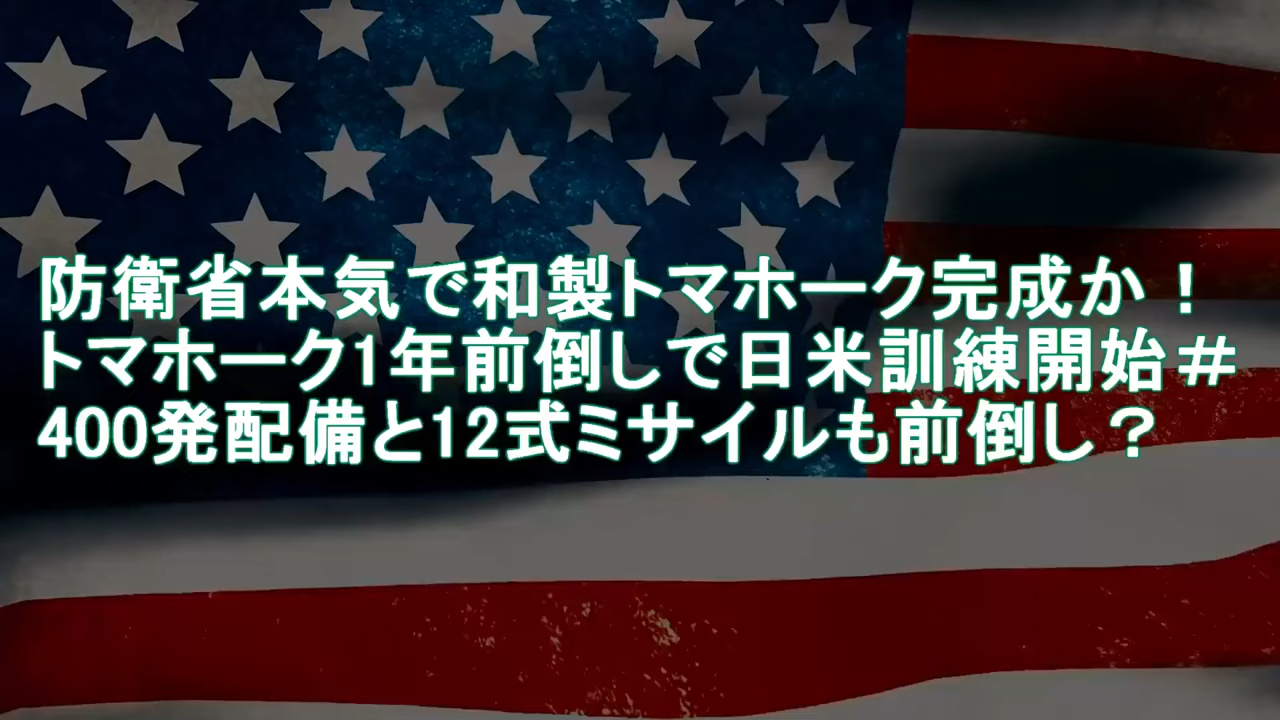 防衛省本気で和製トマホーク完成か！
トマホーク1年前倒しで日米訓練開始＃
400発配備と12式ミサイルも前倒し？